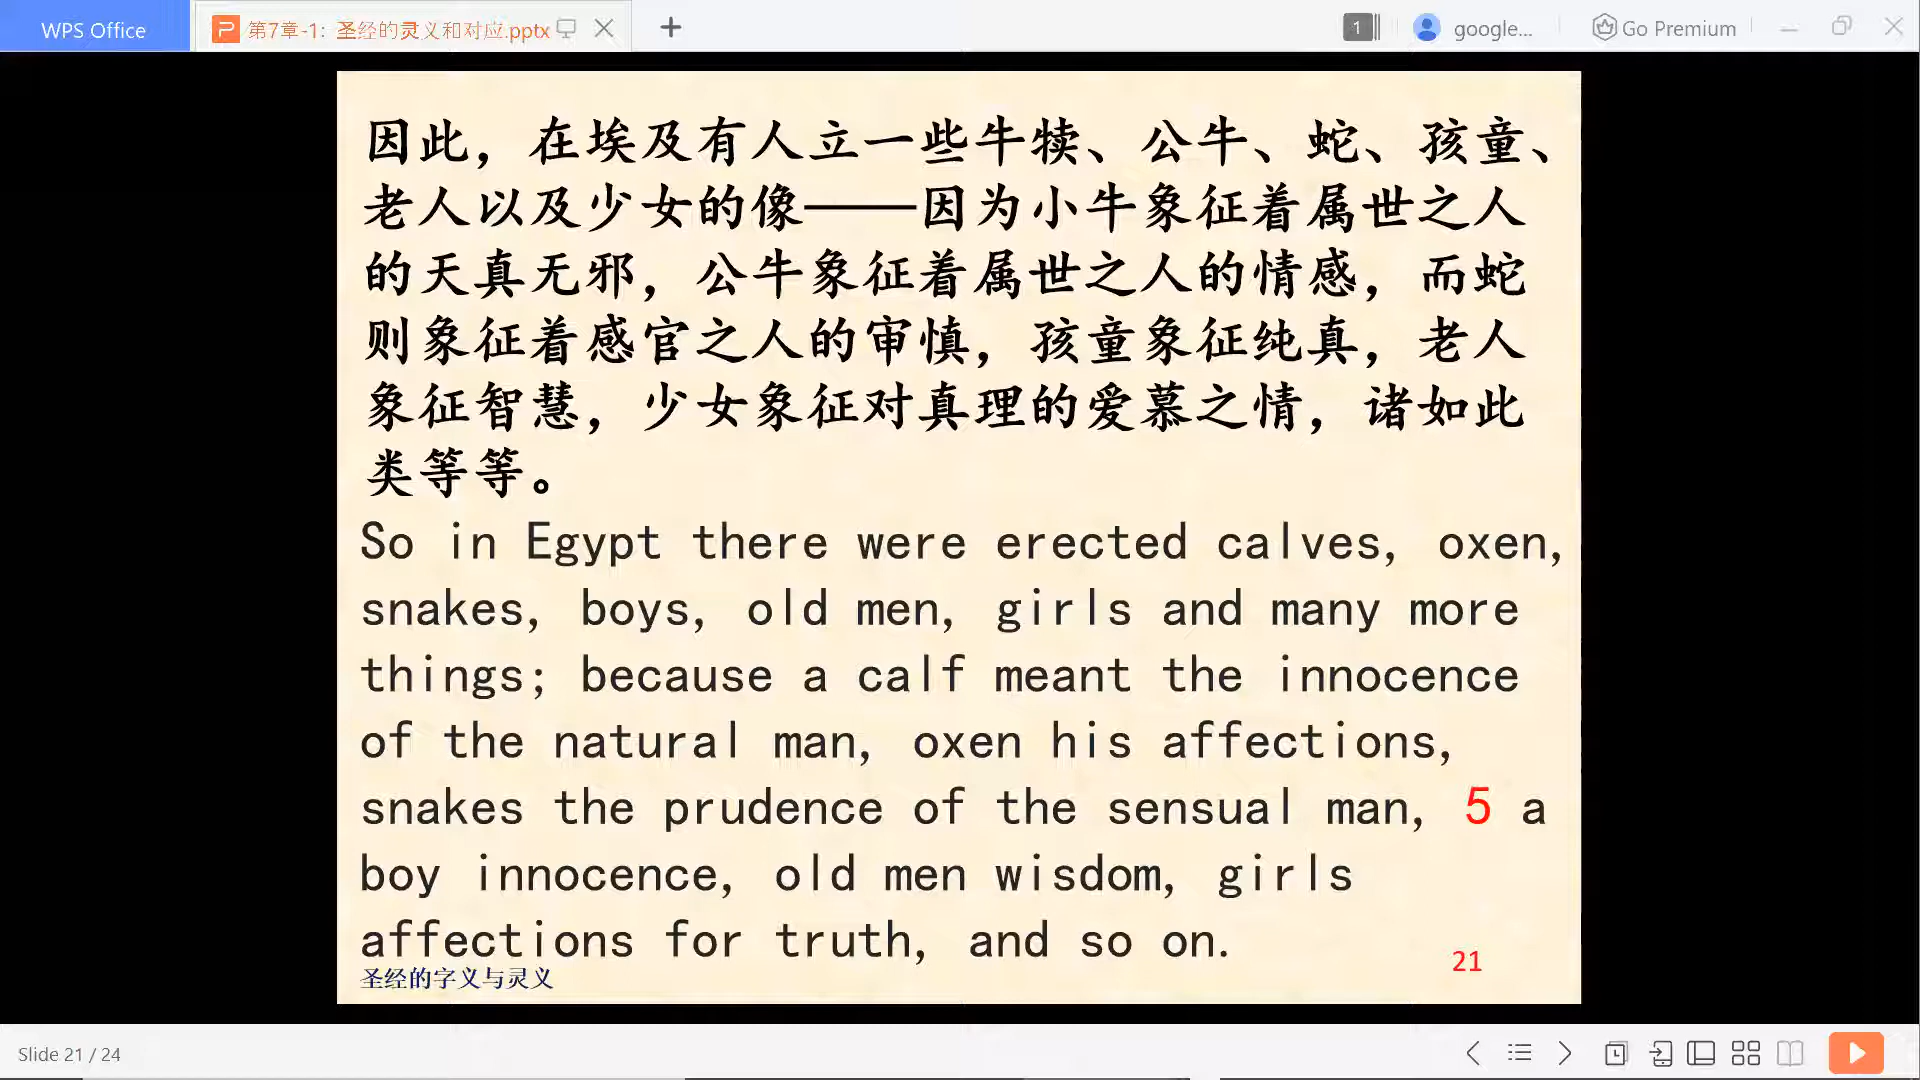 WPS Office
第7章-1: 圣经的灵义和对应.pptx
1
google...
Go Premium
因此，在埃及有人立一些牛犊、公牛、蛇、孩童、
老人以及少女的像——因为小牛象征着属世之人
的天真无邪，公牛象征着属世之人的情感，而蛇
则象征着感官之人的审慎，孩童象征纯真，老人
象征智慧，少女象征对真理的爱慕之情，诸如此
类等等。
So in Egypt there were erected calves, oxen,
snakes, boys, old men, girls and many more
things; because a calf meant the innocence
of the natural man, oxen his affections,
snakes the prudence of the sensual man, 5 a
boy innocence, old men wisdom, girls
affections for truth, and so on.
圣经的字义与灵义
21
Slide 21 / 24